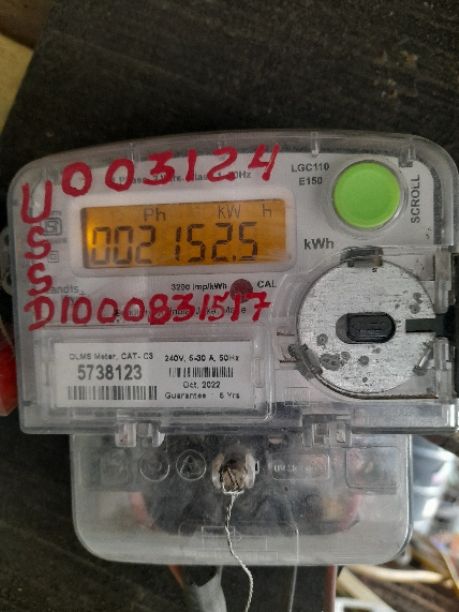 U 003124
LGC110
E150
SCROLL
Ph kW h
002152.5
kWh
S
S
3200 imp/kWh CAL
D1000831517
DLMS Meter, CAT- C3
5738123
240V, 5-30 A, 50Hz
Oct, 2022
Guarantee : 5 Yrs